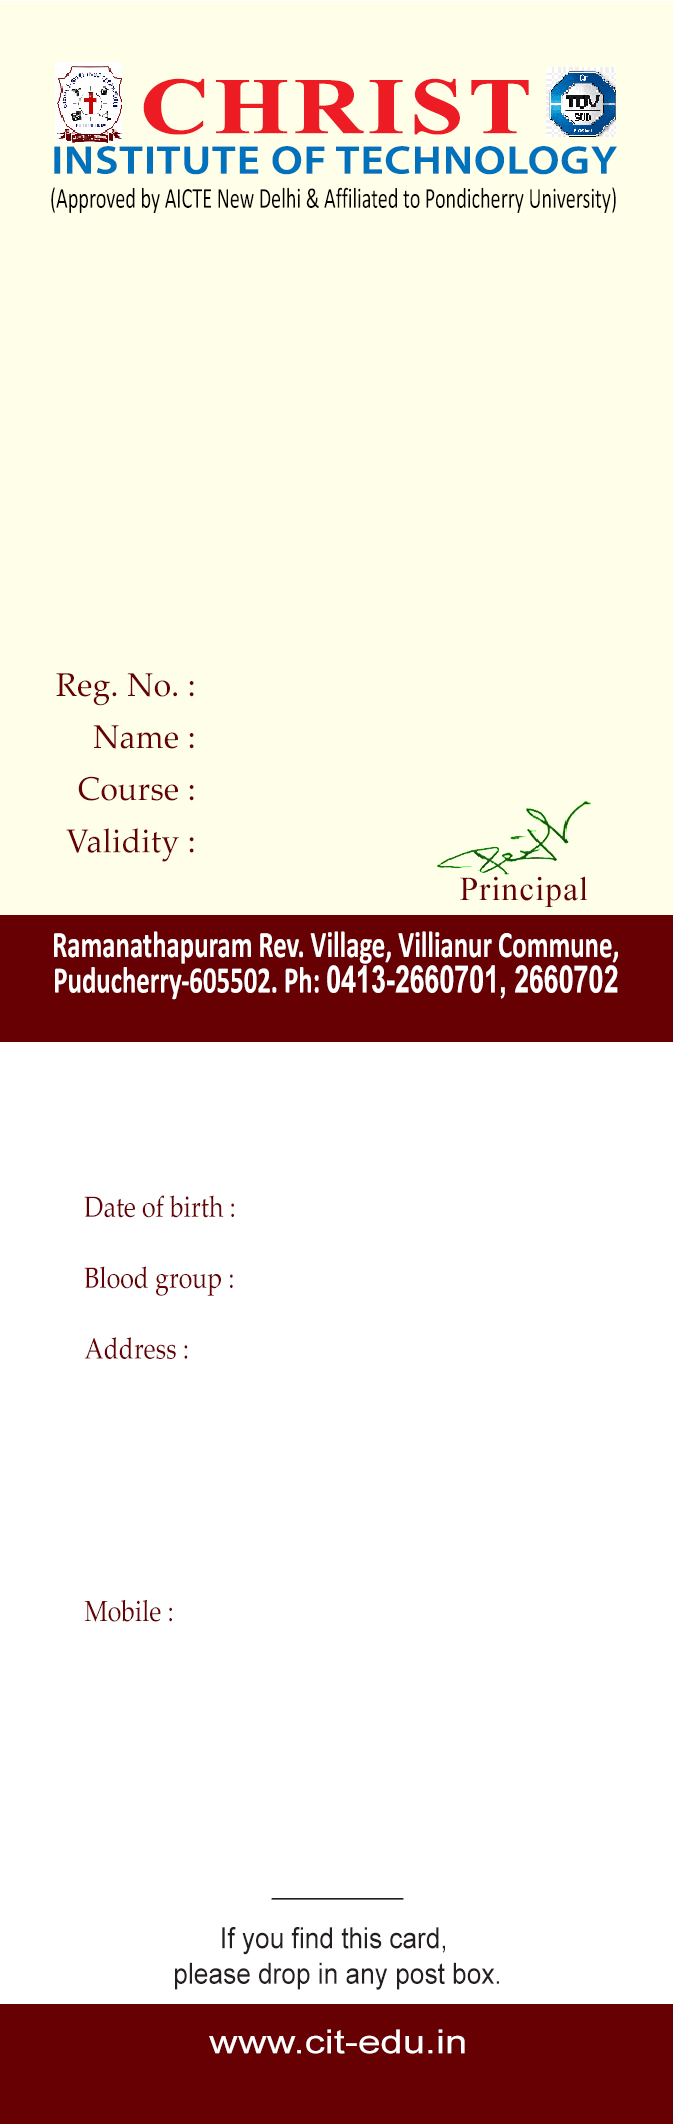 CHRIST
INSTITUTE OF TECHNOLOGY
(Approved by AICTE New Delhi & Affiliated to Pondicherry University)
TÜV
SÜD
Reg. No. :
Name :
Course :
Validity :
Principal
Ramanathapuram Rev. Village, Villianur Commune,
Puducherry-605502. Ph: 0413-2660701, 2660702
Date of birth :
Blood group :
Address :
Mobile :
If you find this card,
please drop in any post box.
www.cit-edu.in